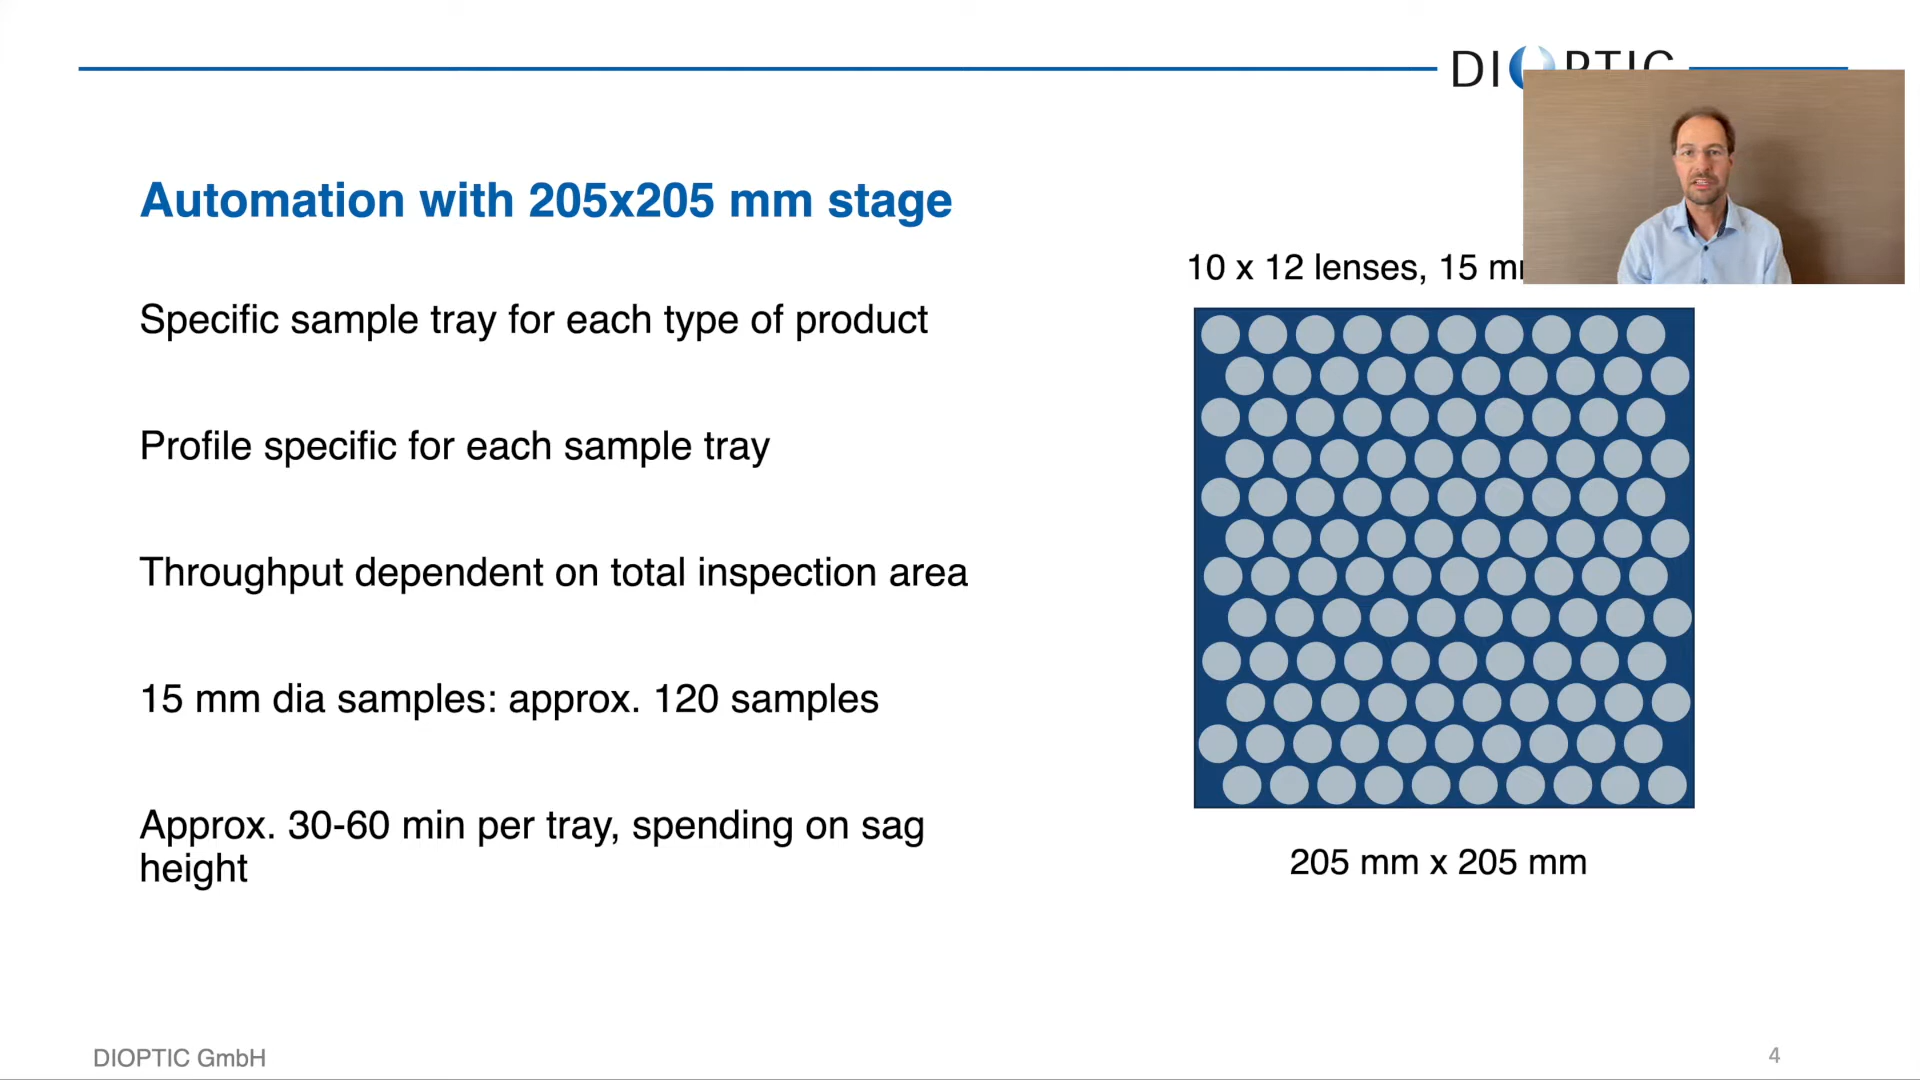 Automation with 205x205 mm stage
10 x 12 lenses, 15
Specific sample tray for each type of product
Profile specific for each sample tray
Throughput dependent on total inspection area
15 mm dia samples: approx. 120 samples
Approx. 30-60 min per tray, spending on sag
height
205 mm x 205 mm
DIOPTIC GmbH
4